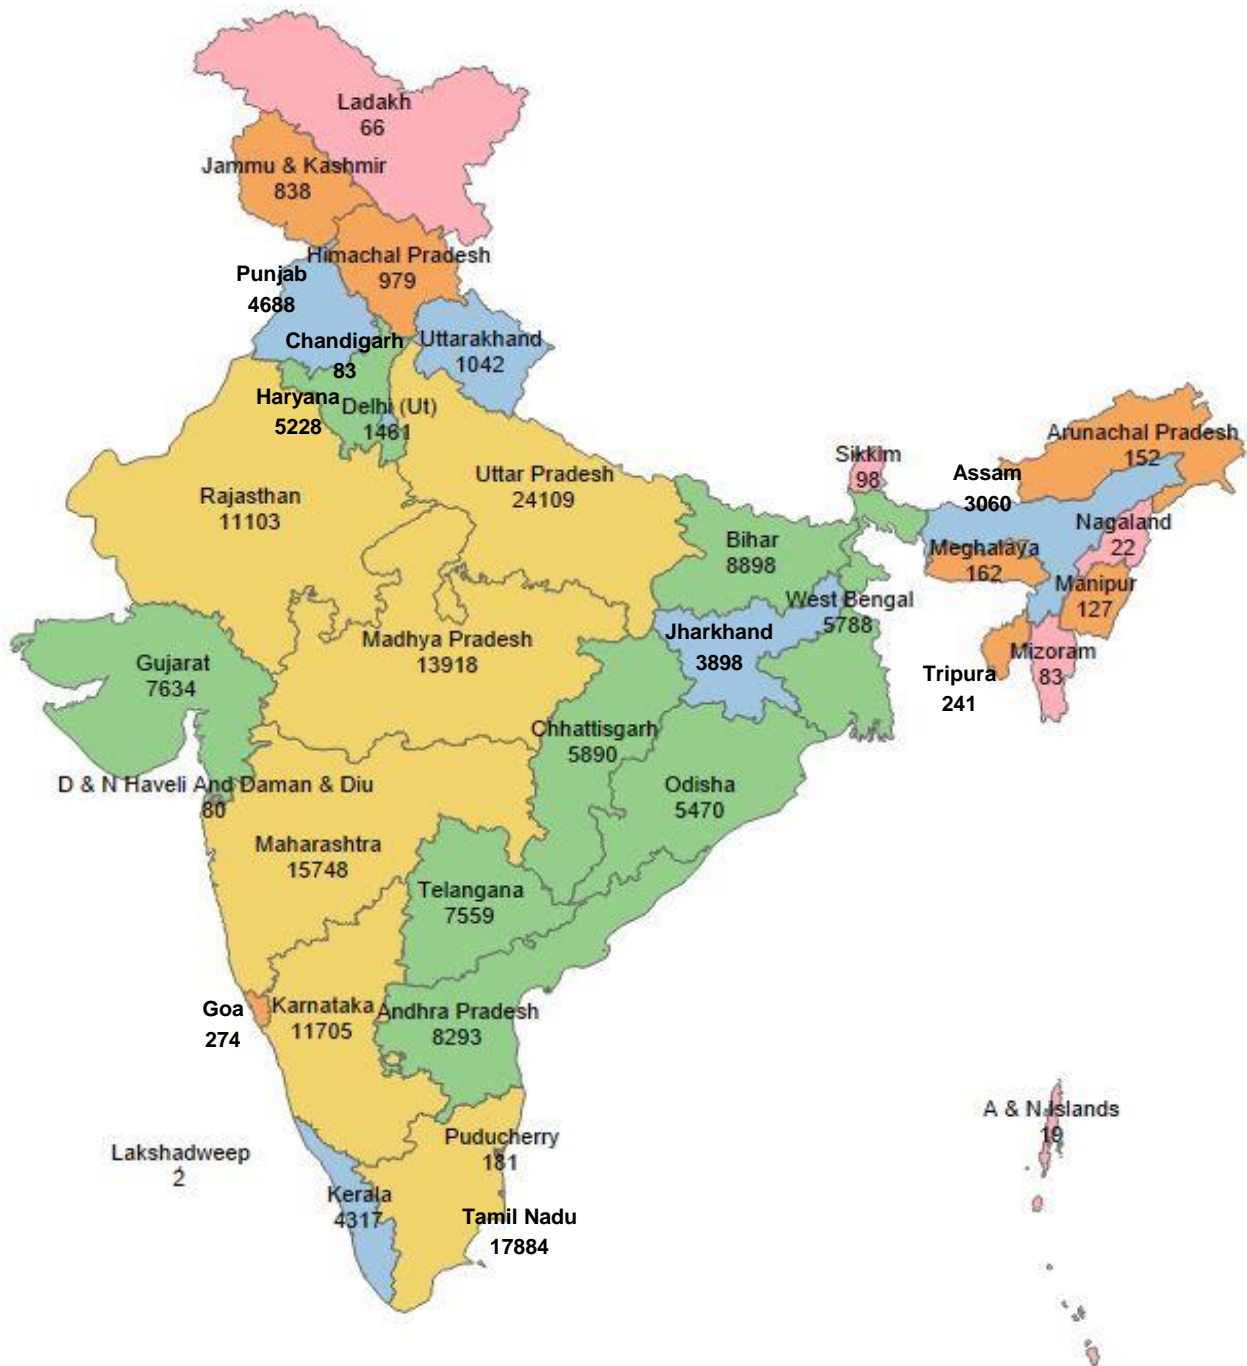 Ladakh
66
Jammu & Kashmir
838
Himachal Pradesh
979
Punjab
4688
Chandigarh
83
Uttarakhand
1042
Haryana
5228
Delhi (Ut)
1461
Uttar Pradesh
24109
Rajasthan
11103
Arunachal Pradesh
152
Sikkim
98
Assam
3060
Nagaland
22
Bihar
8898
Meghalaya
162
Manipur
127
West Bengal
5788
Jharkhand
3898
Madhya Pradesh
13918
Mizoram
83
Gujarat
7634
Tripura
241
Chhattisgarh
5890
D & N Haveli And Daman & Diu
80
Odisha
5470
Maharashtra
15748
Telangana
7559
Goa
274
Karnataka
11705
Andhra Pradesh
8293
A & N Islands
19
Puducherry
181
Lakshadweep
2
Kerala
4317
Tamil Nadu
17884